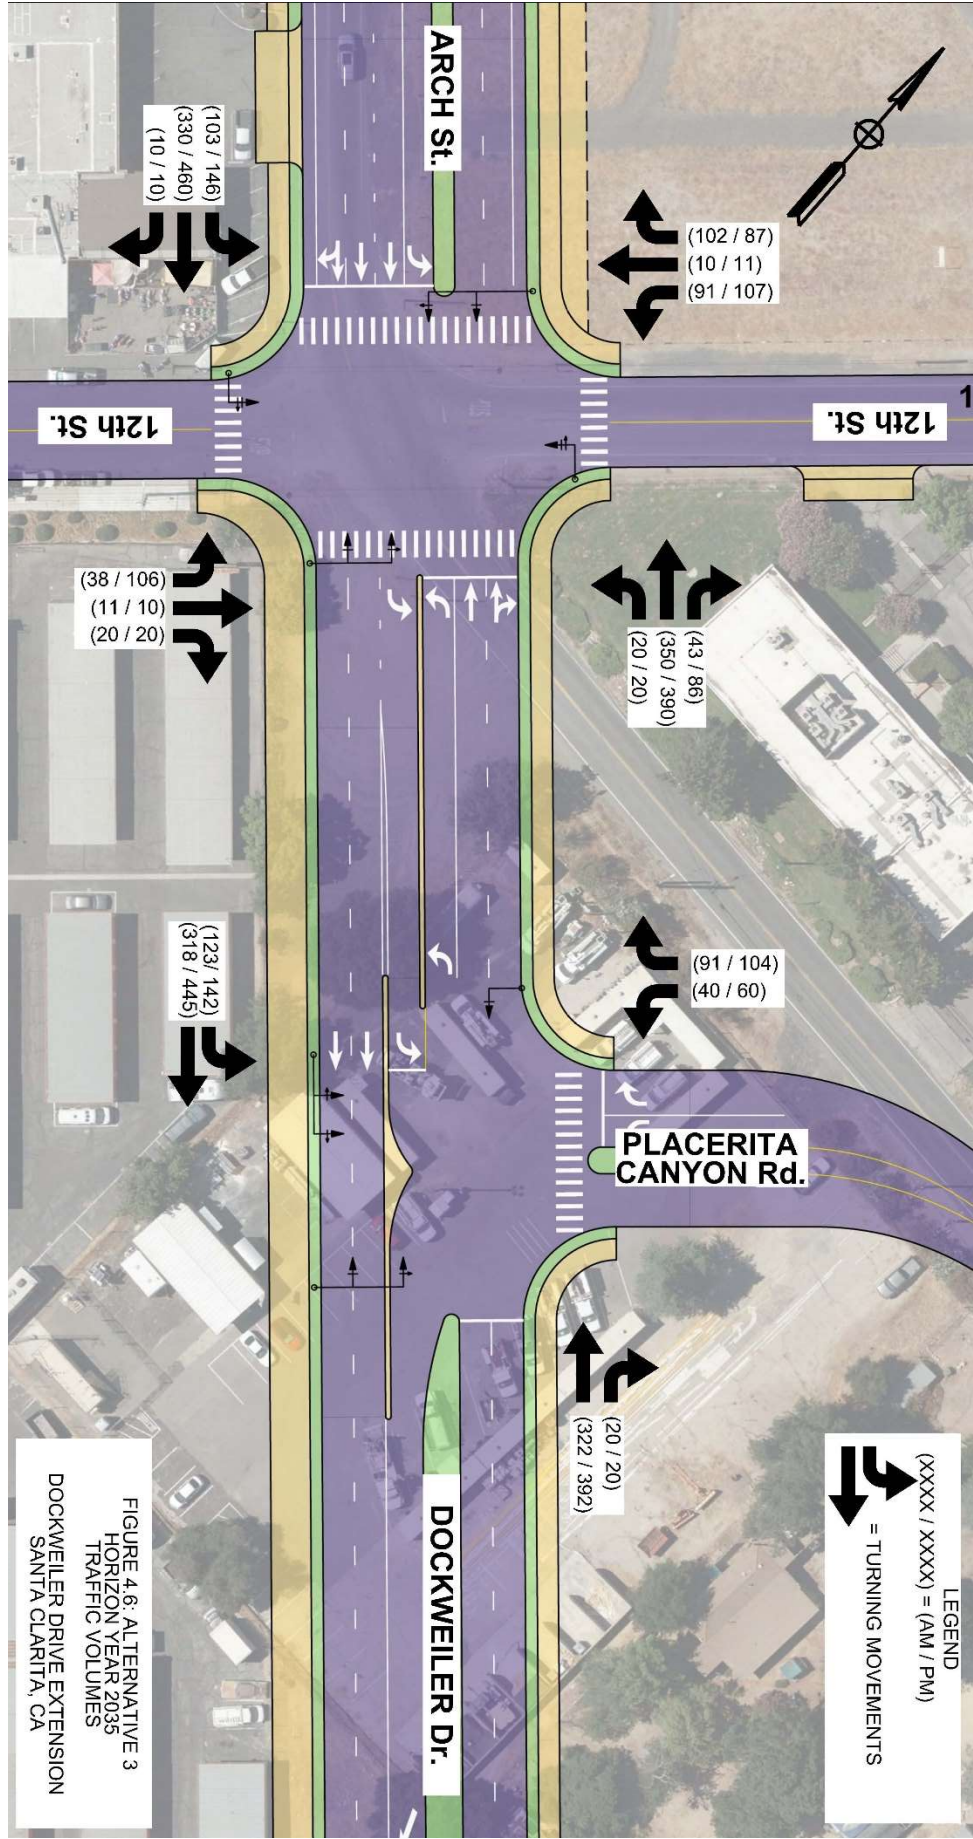 ARCH St.
(103 / 146)
(330 / 460)
(10 / 10)
(102 / 87)
(10 / 11)
(91 / 107)
12th St.
12th St.
1
(38 / 106)
(11 / 10)
(20 / 20)
(43 / 86)
(350 / 390)
(20 / 20)
(123/ 142)
(318 / 445)
(91 / 104)
(40 / 60)
PLACERITA
CANYON Rd.
(20 / 20)
(322 / 392)
DOCKWEILER Dr.
LEGEND
(XXXX / XXXX) = (AM / PM)
= TURNING MOVEMENTS
FIGURE 4.6: ALTERNATIVE 3
HORIZON YEAR 2035
TRAFFIC VOLUMES
DOCKWEILER DRIVE EXTENSION
SANTA CLARITA, CA